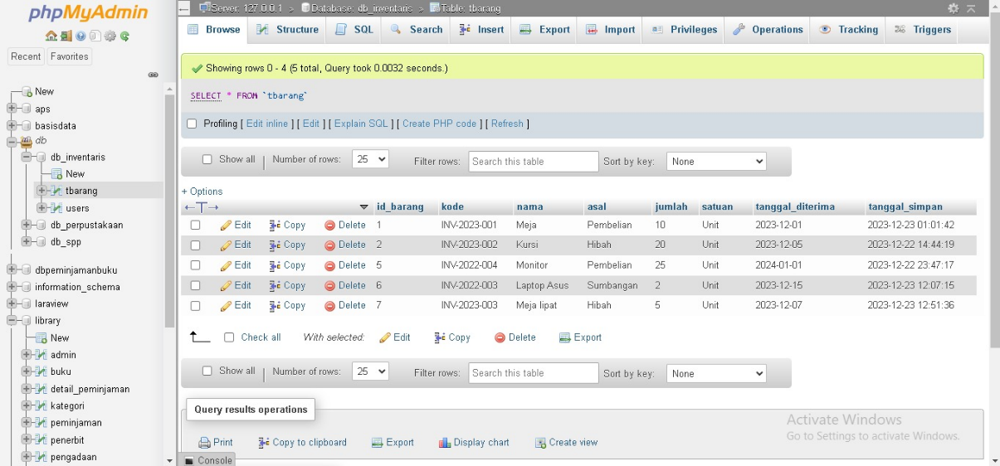 phpMyAdmin
Recent Favorites
New
aps
basisdata
db
db_inventaris
New
tbarang
users
db_perpustakaan
db_spp
dbpeminjamanbuku
information_schema
laraview
library
New
admin
buku
detail_peminjaman
kategori
peminjaman
penerbit
pengadaan
Server: 127.0.0.1 » Database: db_inventaris » Table: tbarang
Browse Structure SQL Search Insert Export Import Privileges Operations Tracking Triggers
Showing rows 0 - 4 (5 total, Query took 0.0032 seconds.)
SELECT * FROM `tbarang`
Profiling [ Edit inline ] [ Edit ] [ Explain SQL ] [ Create PHP code ] [ Refresh ]
Show all | Number of rows: 25 Filter rows: Search this table Sort by key: None
+ Options
←T→ id_barang kode nama asal jumlah satuan tanggal_diterima tanggal_simpan
Edit Copy Delete 1 INV-2023-001 Meja Pembelian 10 Unit 2023-12-01 2023-12-23 01:01:42
Edit Copy Delete 2 INV-2023-002 Kursi Hibah 20 Unit 2023-12-05 2023-12-22 14:44:19
Edit Copy Delete 5 INV-2022-004 Monitor Pembelian 25 Unit 2024-01-01 2023-12-22 23:47:17
Edit Copy Delete 6 INV-2022-003 Laptop Asus Sumbangan 2 Unit 2023-12-15 2023-12-23 12:07:15
Edit Copy Delete 7 INV-2023-003 Meja lipat Hibah 5 Unit 2023-12-07 2023-12-23 12:51:36
Check all With selected: Edit Copy Delete Export
Show all | Number of rows: 25 Filter rows: Search this table Sort by key: None
Query results operations
Print Copy to clipboard Export Display chart Create view
Console
Activate Windows
Go to Settings to activate Windows.